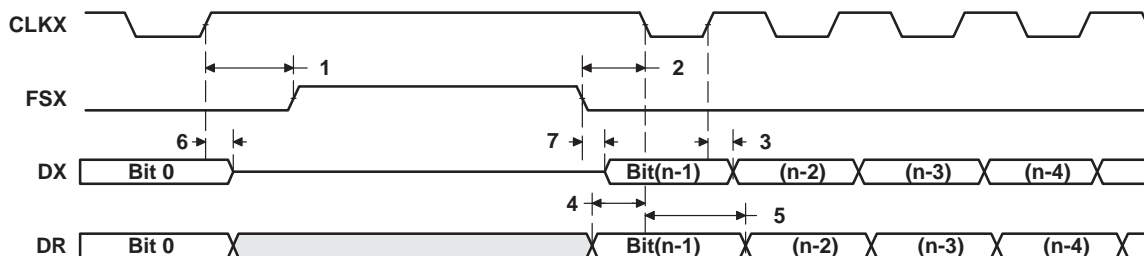 CLKX
1 2
FSX
6 7 3
DX Bit 0 Bit(n-1) (n-2) (n-3) (n-4)
4 5
DR Bit 0 Bit(n-1) (n-2) (n-3) (n-4)